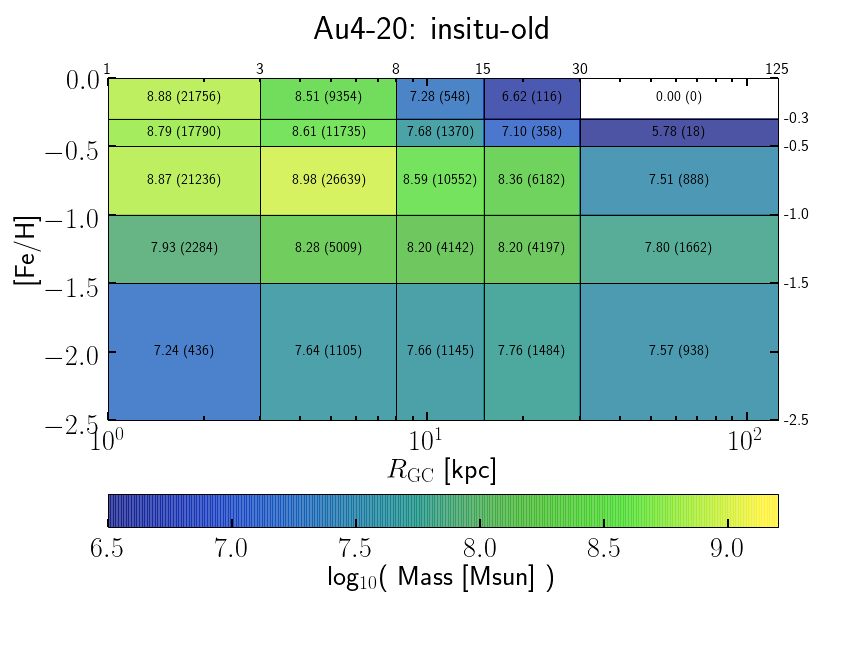 Au4-20: insitu-old
1 3 8 15 30 125
0.0 8.88 (21756) 8.51 (9354) 7.28 (548) 6.62 (116) 0.00 (0)
-0.3
8.79 (17790) 8.61 (11735) 7.68 (1370) 7.10 (358) 5.78 (18)
−0.5 -0.5
8.87 (21236) 8.98 (26639) 8.59 (10552) 8.36 (6182) 7.51 (888)
−1.0 -1.0
[Fe/H]
7.93 (2284) 8.28 (5009) 8.20 (4142) 8.20 (4197) 7.80 (1662)
−1.5 -1.5
−2.0 7.24 (436) 7.64 (1105) 7.66 (1145) 7.76 (1484) 7.57 (938)
−2.5 -2.5
10⁰ 10¹ 10²
R_GC [kpc]
6.5 7.0 7.5 8.0 8.5 9.0
log₁₀( Mass [Msun] )